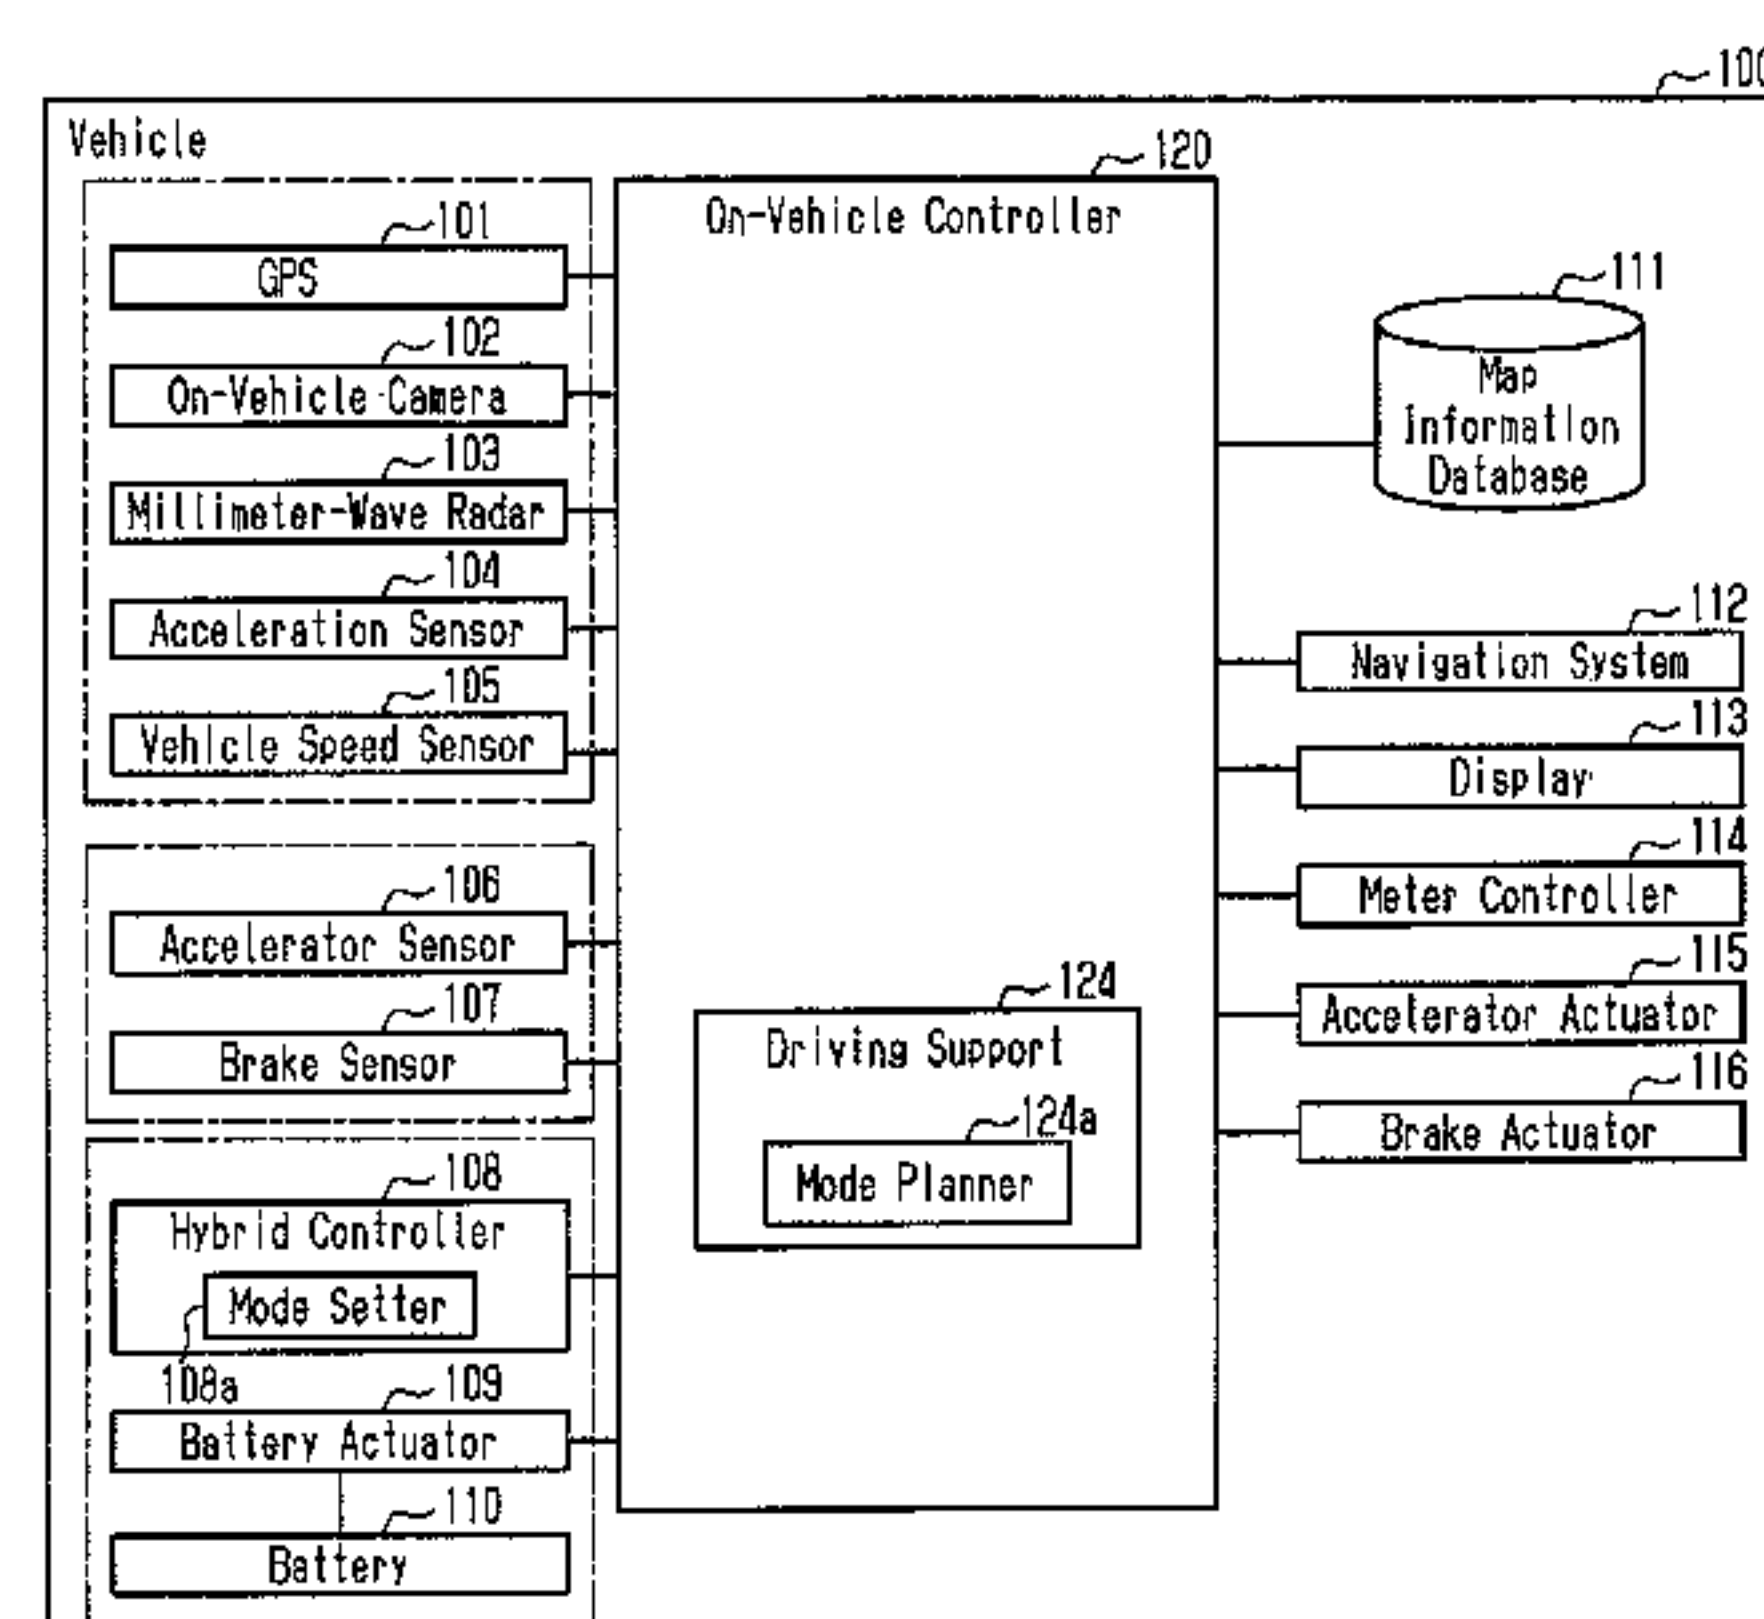 100
Vehicle
120
On-Vehicle Controller
101
GPS
102
On-Vehicle Camera
103
Millimeter-Wave Radar
104
Acceleration Sensor
105
Vehicle Speed Sensor
106
Accelerator Sensor
107
Brake Sensor
108
Hybrid Controller
Mode Setter
108a
109
Battery Actuator
110
Battery
124
Driving Support
124a
Mode Planner
111
Map
Information
Database
112
Navigation System
113
Display
114
Meter Controller
115
Accelerator Actuator
116
Brake Actuator